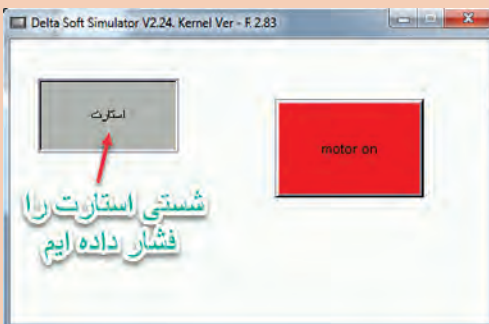 Delta Soft Simulator V2.24. Kernel Ver - F.2.83
استارت
motor on
شستی استارت را
فشار داده ایم